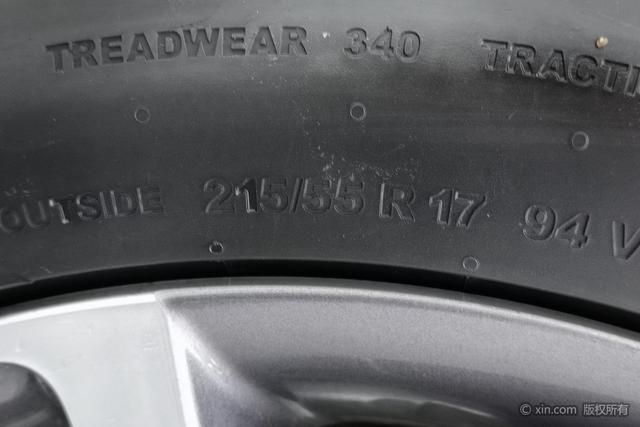 TREADWEAR 340 TRACTI
OUTSIDE 215/55 R 17 94 V
© xin.com 版权所有